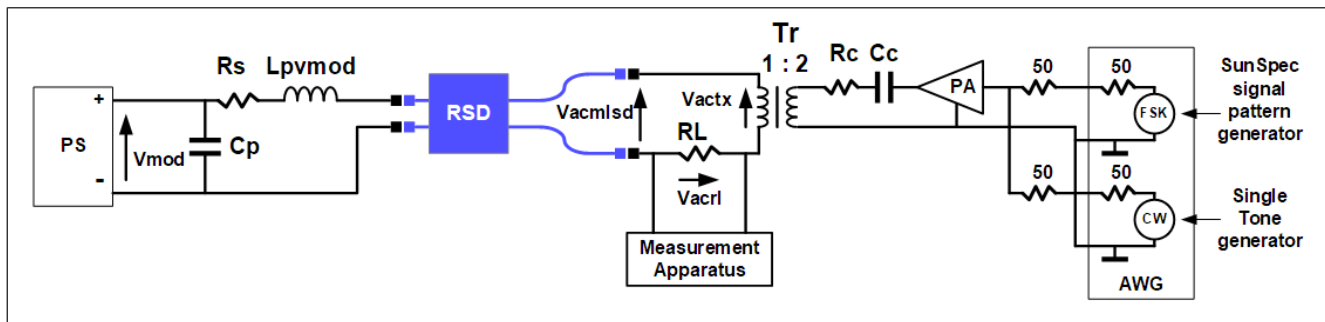 Tr
1 : 2
Rs
Lpvmod
Rc
Cc
50
50
SunSpec
signal
pattern
generator
+
PS
-
Vmod
Cp
RSD
Vacmlsd
Vactx
RL
Vacrl
PA
FSK
50
50
CW
Single
Tone
generator
Measurement
Apparatus
AWG